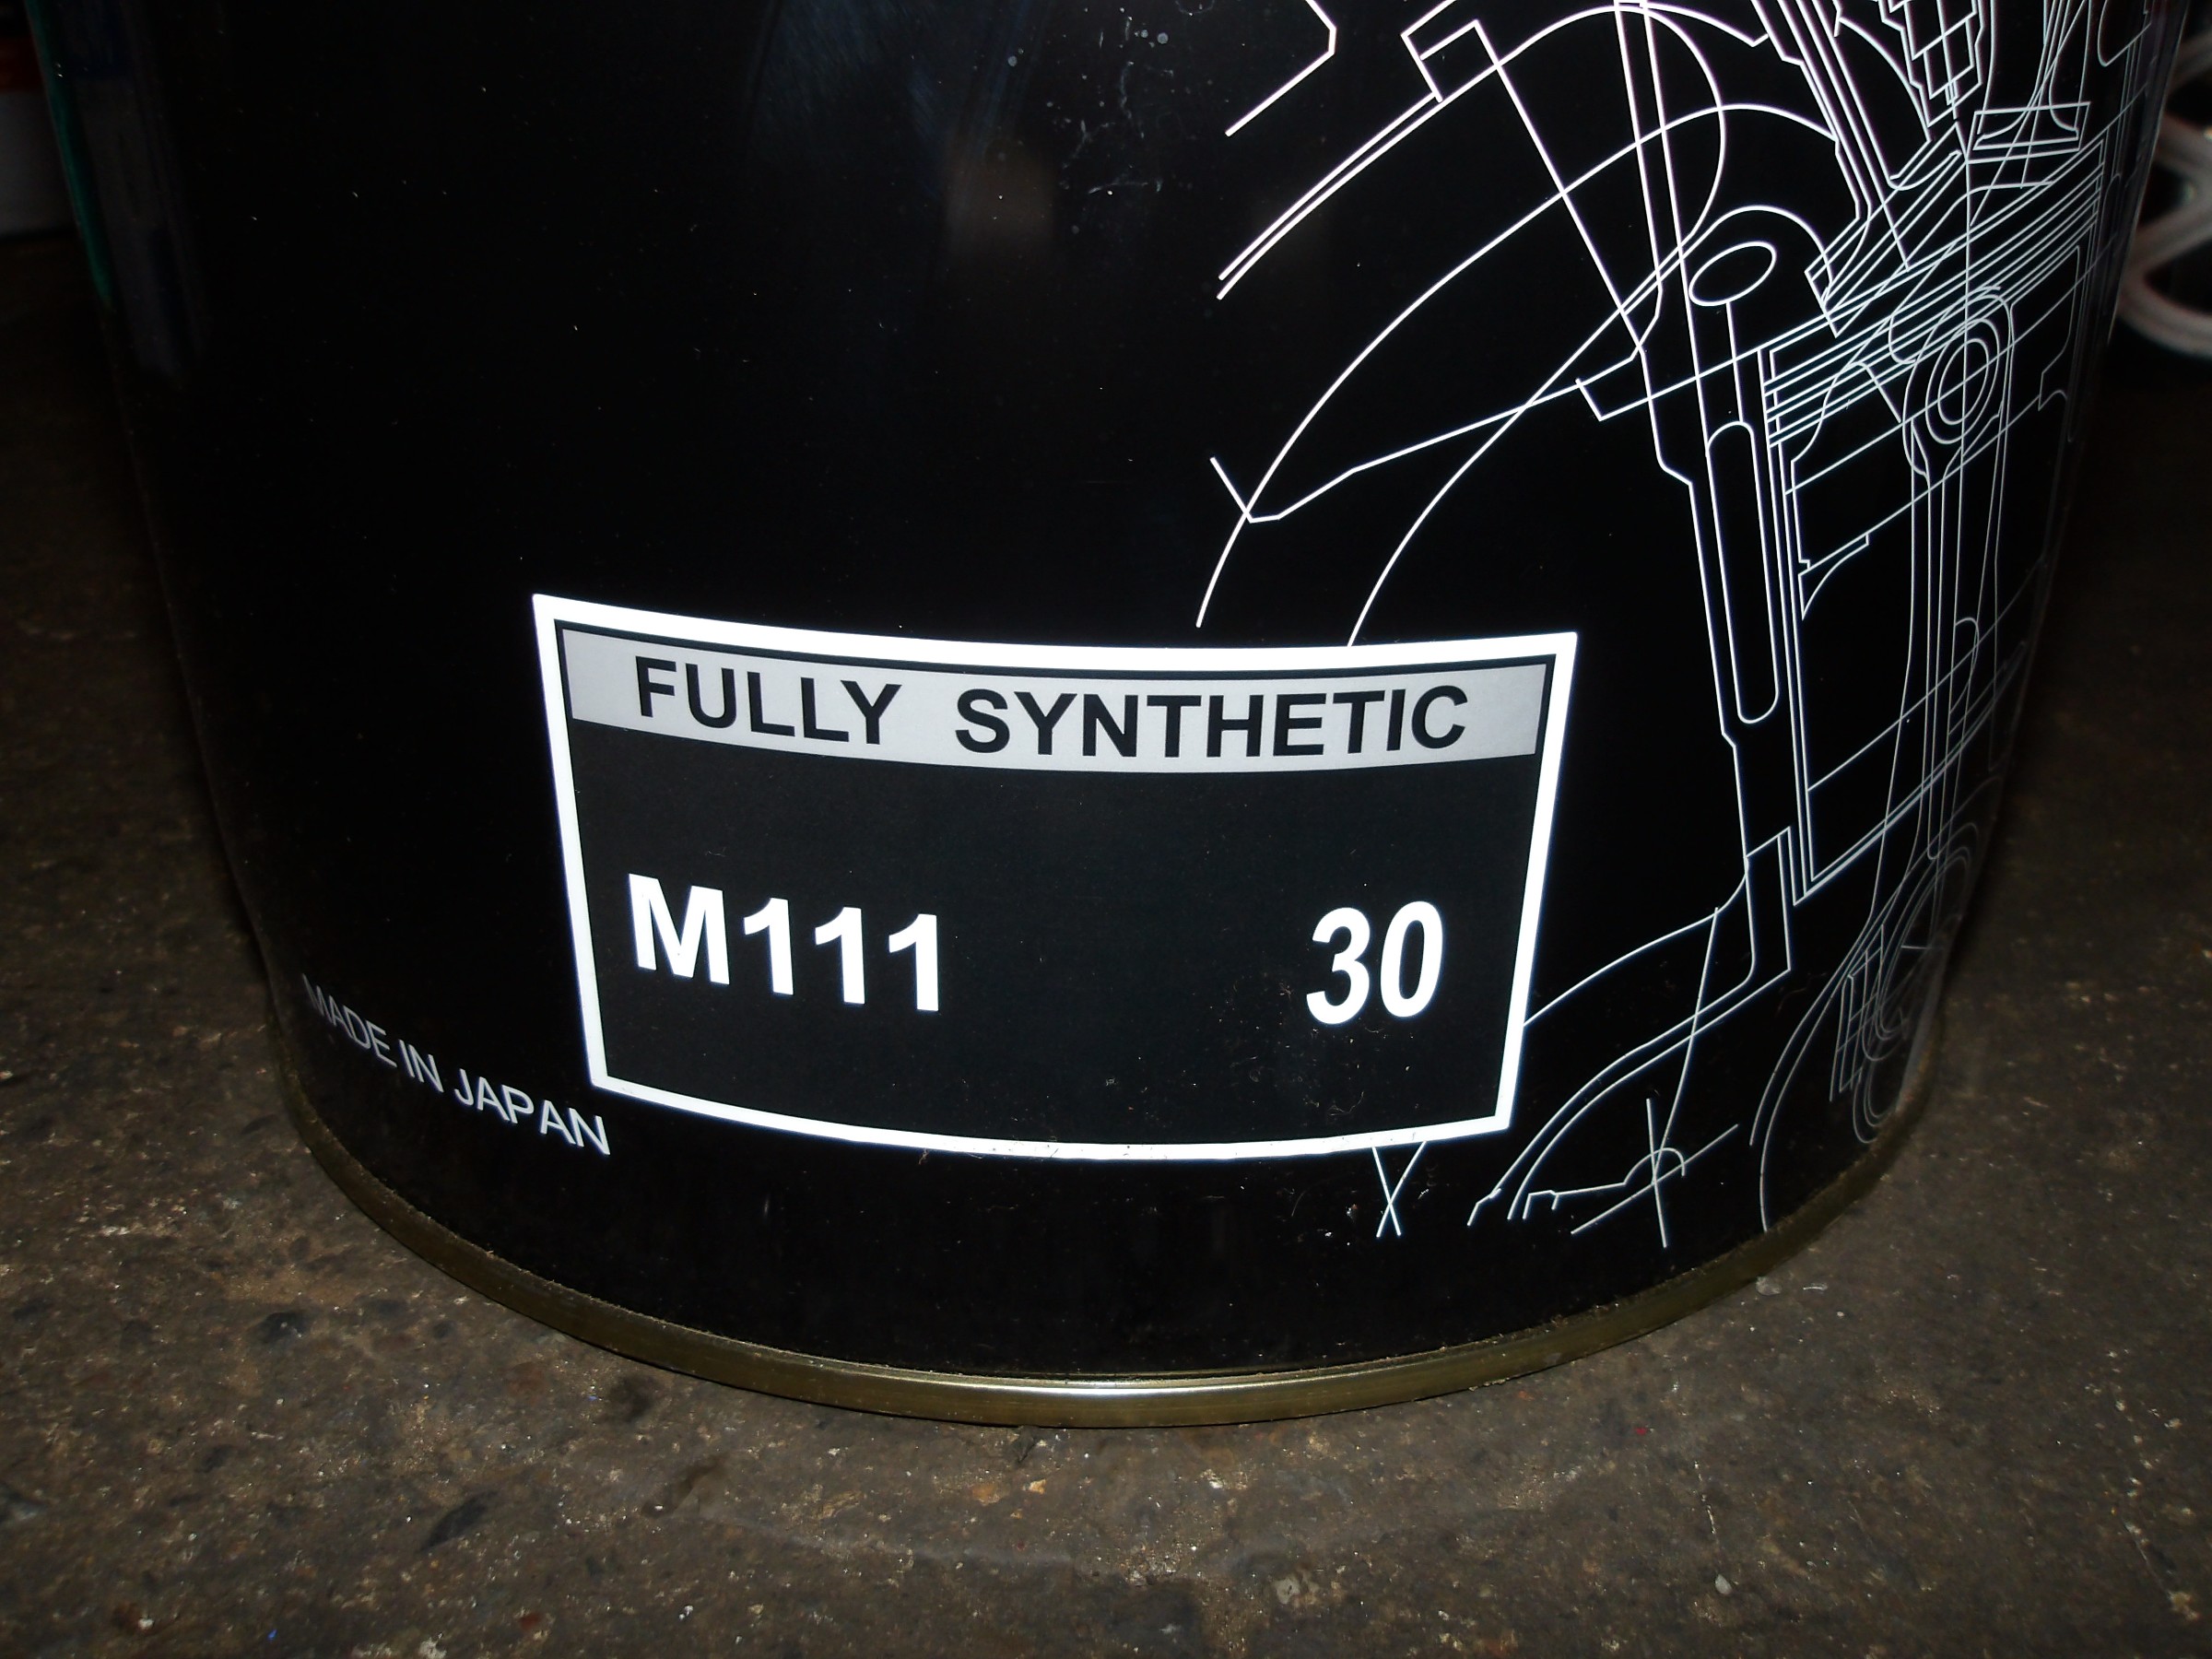 FULLY SYNTHETIC
M111 30
MADE IN JAPAN